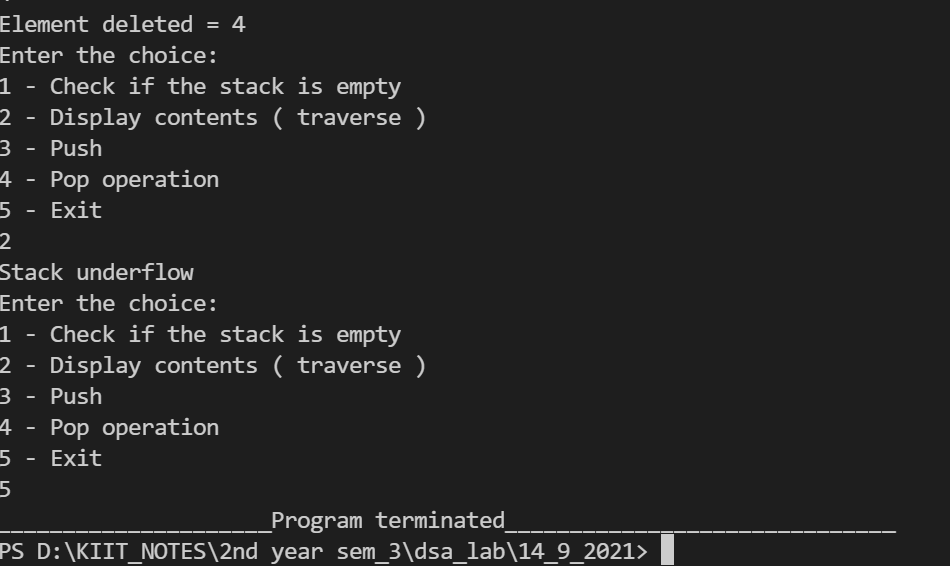 Element deleted = 4
Enter the choice:
1 - Check if the stack is empty
2 - Display contents ( traverse )
3 - Push
4 - Pop operation
5 - Exit
2
Stack underflow
Enter the choice:
1 - Check if the stack is empty
2 - Display contents ( traverse )
3 - Push
4 - Pop operation
5 - Exit
5
_____________________Program terminated______________________________
PS D:\KIIT_NOTES\2nd year sem_3\dsa_lab\14_9_2021>